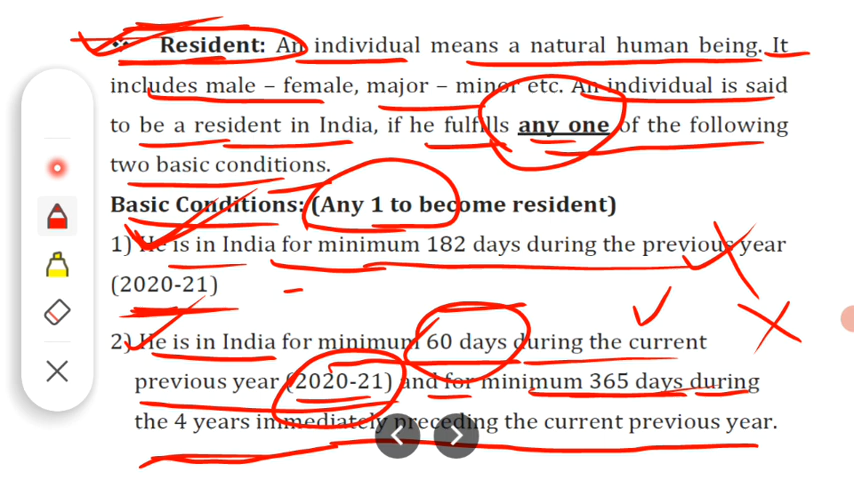 ❖ Resident: An individual means a natural human being. It
includes male – female, major – minor etc. An individual is said
to be a resident in India, if he fulfills any one of the following
two basic conditions.
Basic Conditions: (Any 1 to become resident)
1) He is in India for minimum 182 days during the previous year
(2020-21)
2) He is in India for minimum 60 days during the current
previous year (2020-21) and for minimum 365 days during
the 4 years immediately preceding the current previous year.